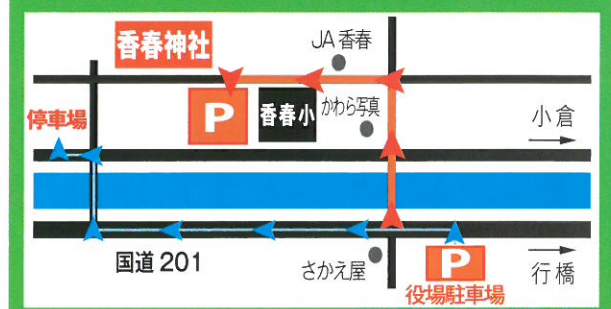 香春神社
JA香春
P
香春小
かわら写真
停車場
小倉
国道201
さかえ屋
P
役場駐車場
行橋